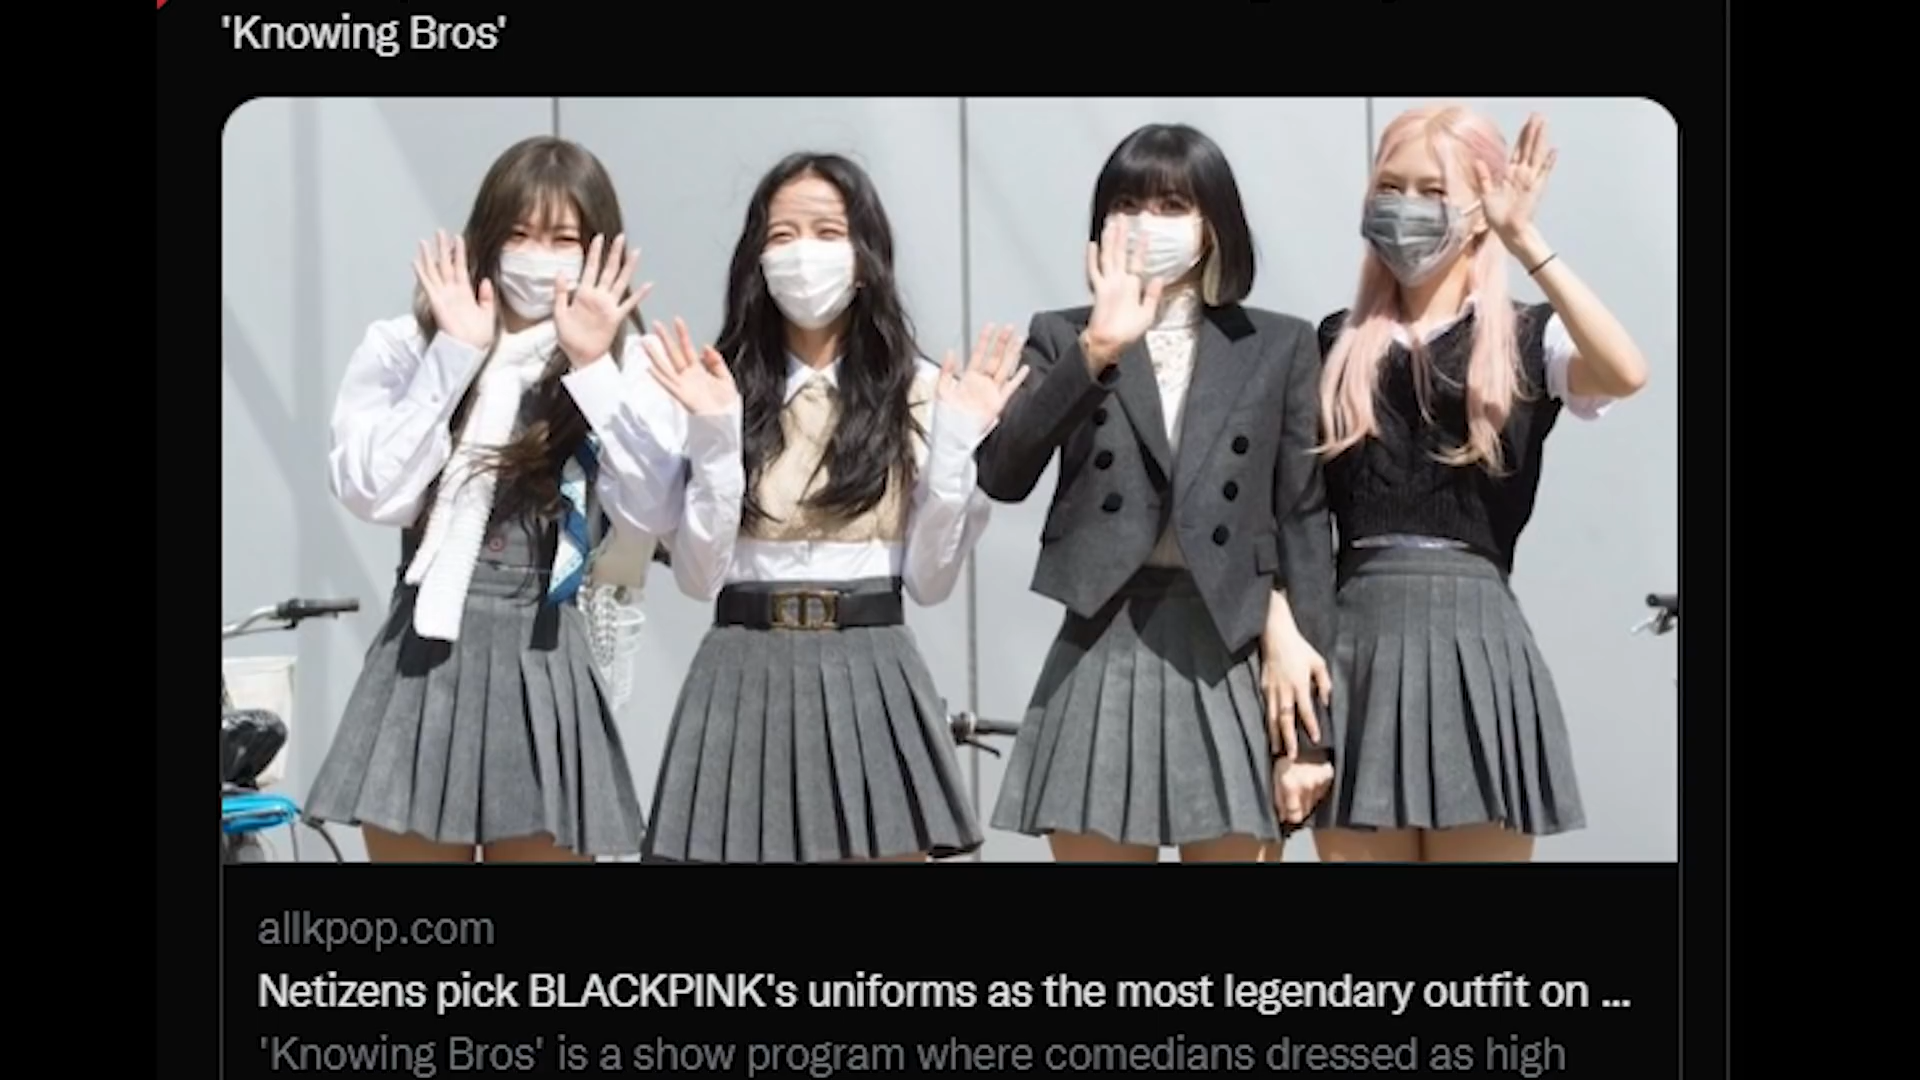 'Knowing Bros'
allkpop.com
Netizens pick BLACKPINK's uniforms as the most legendary outfit on ...
'Knowing Bros' is a show program where comedians dressed as high